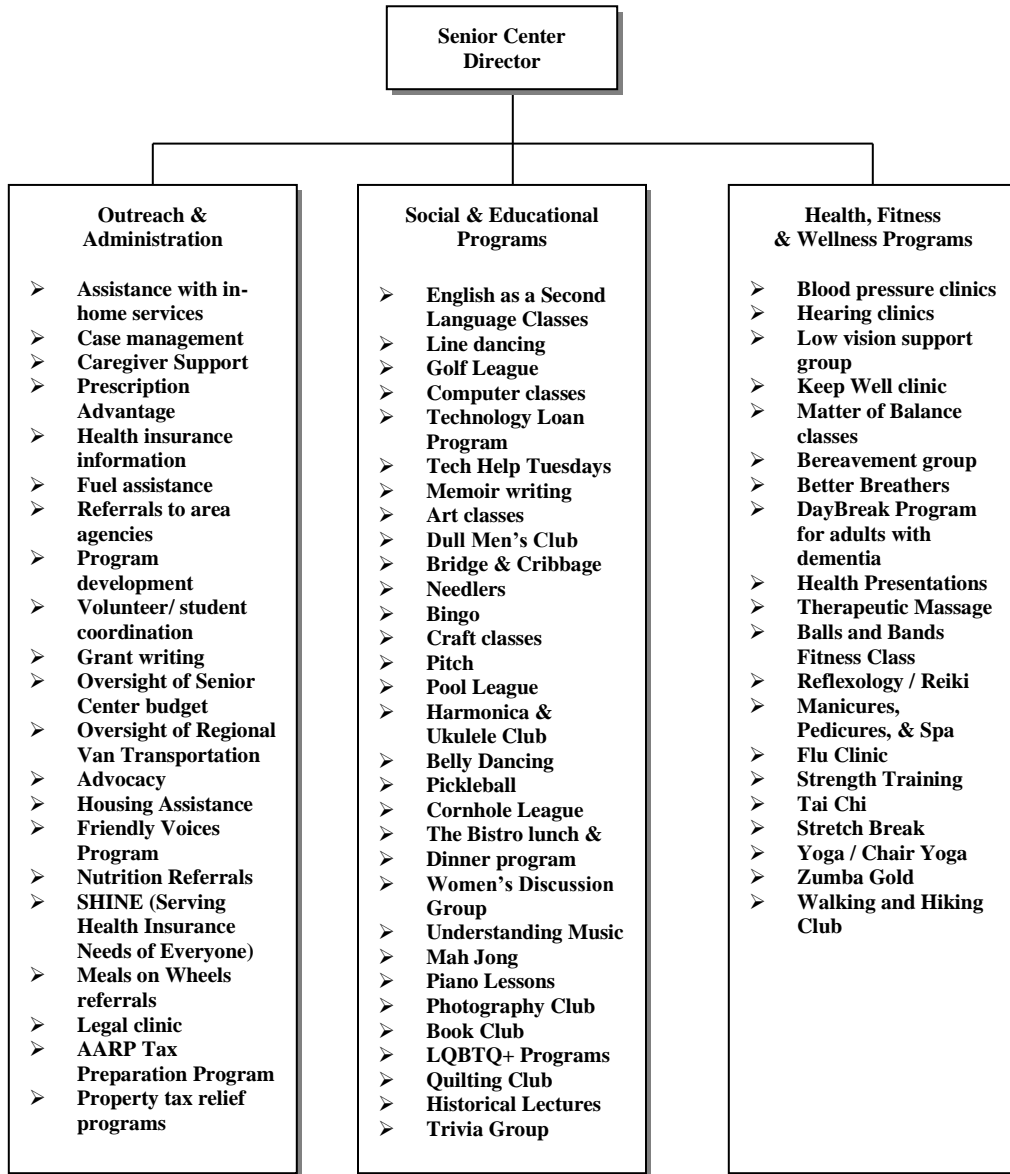 Senior Center
Director
Outreach &
Administration
➢ Assistance with in-
home services
➢ Case management
➢ Caregiver Support
➢ Prescription
Advantage
➢ Health insurance
information
➢ Fuel assistance
➢ Referrals to area
agencies
➢ Program
development
➢ Volunteer/ student
coordination
➢ Grant writing
➢ Oversight of Senior
Center budget
➢ Oversight of Regional
Van Transportation
➢ Advocacy
➢ Housing Assistance
➢ Friendly Voices
Program
➢ Nutrition Referrals
➢ SHINE (Serving
Health Insurance
Needs of Everyone)
➢ Meals on Wheels
referrals
➢ Legal clinic
➢ AARP Tax
Preparation Program
➢ Property tax relief
programs
Social & Educational
Programs
➢ English as a Second
Language Classes
➢ Line dancing
➢ Golf League
➢ Computer classes
➢ Technology Loan
Program
➢ Tech Help Tuesdays
➢ Memoir writing
➢ Art classes
➢ Dull Men's Club
➢ Bridge & Cribbage
➢ Needlers
➢ Bingo
➢ Craft classes
➢ Pitch
➢ Pool League
➢ Harmonica &
Ukulele Club
➢ Belly Dancing
➢ Pickleball
➢ Cornhole League
➢ The Bistro lunch &
➢ Dinner program
➢ Women's Discussion
Group
➢ Understanding Music
➢ Mah Jong
➢ Piano Lessons
➢ Photography Club
➢ Book Club
➢ LQBTQ+ Programs
➢ Quilting Club
➢ Historical Lectures
➢ Trivia Group
Health, Fitness
& Wellness Programs
➢ Blood pressure clinics
➢ Hearing clinics
➢ Low vision support
group
➢ Keep Well clinic
➢ Matter of Balance
classes
➢ Bereavement group
➢ Better Breathers
➢ DayBreak Program
for adults with
dementia
➢ Health Presentations
➢ Therapeutic Massage
➢ Balls and Bands
Fitness Class
➢ Reflexology / Reiki
➢ Manicures,
Pedicures, & Spa
➢ Flu Clinic
➢ Strength Training
➢ Tai Chi
➢ Stretch Break
➢ Yoga / Chair Yoga
➢ Zumba Gold
➢ Walking and Hiking
Club